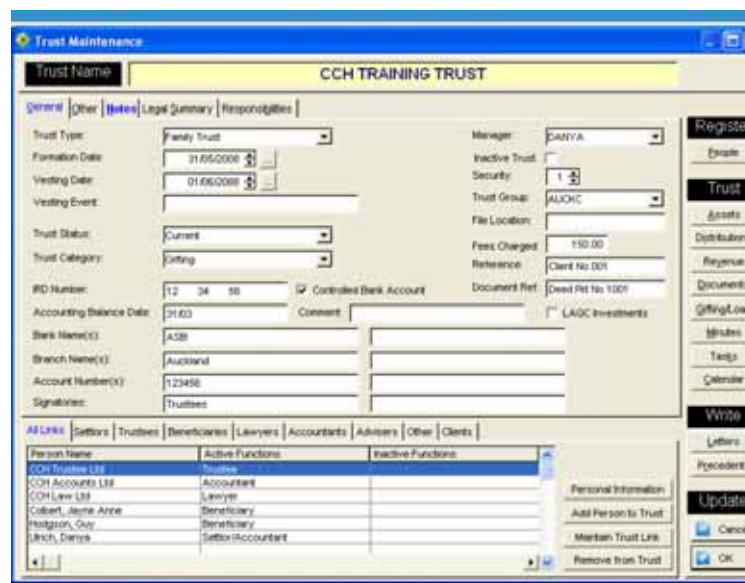 Trust Maintenance
Trust Name CCH TRAINING TRUST
General Other Notes Legal Summary Responsibilities
Trust Type: Family Trust Manager: DANYA
Formation Date: 31/05/2008 ... Inactive Trust
Vesting Date: 01/06/2088 ... Security: 1
Vesting Event: Trust Group: AUCKC
File Location:
Trust Status: Current Fees Charged 150.00
Trust Category: Gifting Reference: Client No 001
IRD Number: 12 34 56 Controlled Bank Account Document Ref: Deed Rit No 1001
Accounting Balance Date: 31/03 Comment: LAQC Investments
Bank Name(s): ASB
Branch Name(s): Auckland
Account Number(s): 123456
Signatories: Trustees
All Links Settlors Trustees Beneficiaries Lawyers Accountants Advisers Other Clients
Person Name Active Functions Inactive Functions
CCH Trustee Ltd Trustee
CCH Accounts Ltd Accountant
CCH Law Ltd Lawyer
Colbert, Jayne Anne Beneficiary
Hodgson, Guy Beneficiary
Ulrich, Danya Settlor/Accountant
Personal Information
Add Person to Trust
Maintain Trust Link
Remove from Trust
Registe
People
Trust
Assets
Distribution
Revenue
Document
Gifting/Loa
Minutes
Tasks
Calendar
Write
Letters
Precedent
Update
Cance
OK